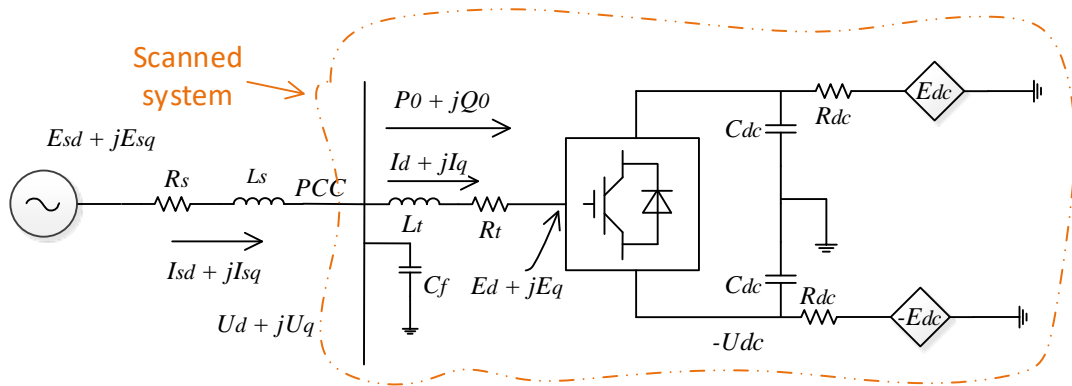 Scanned
system
P0 + jQ0
Edc
Rdc
Cdc
Esd + jEsq
Id + jIq
Rs
Ls
PCC
Lt
Rt
Isd + jIsq
Cf
Ed + jEq
Cdc
Rdc
-Edc
Ud + jUq
-Udc